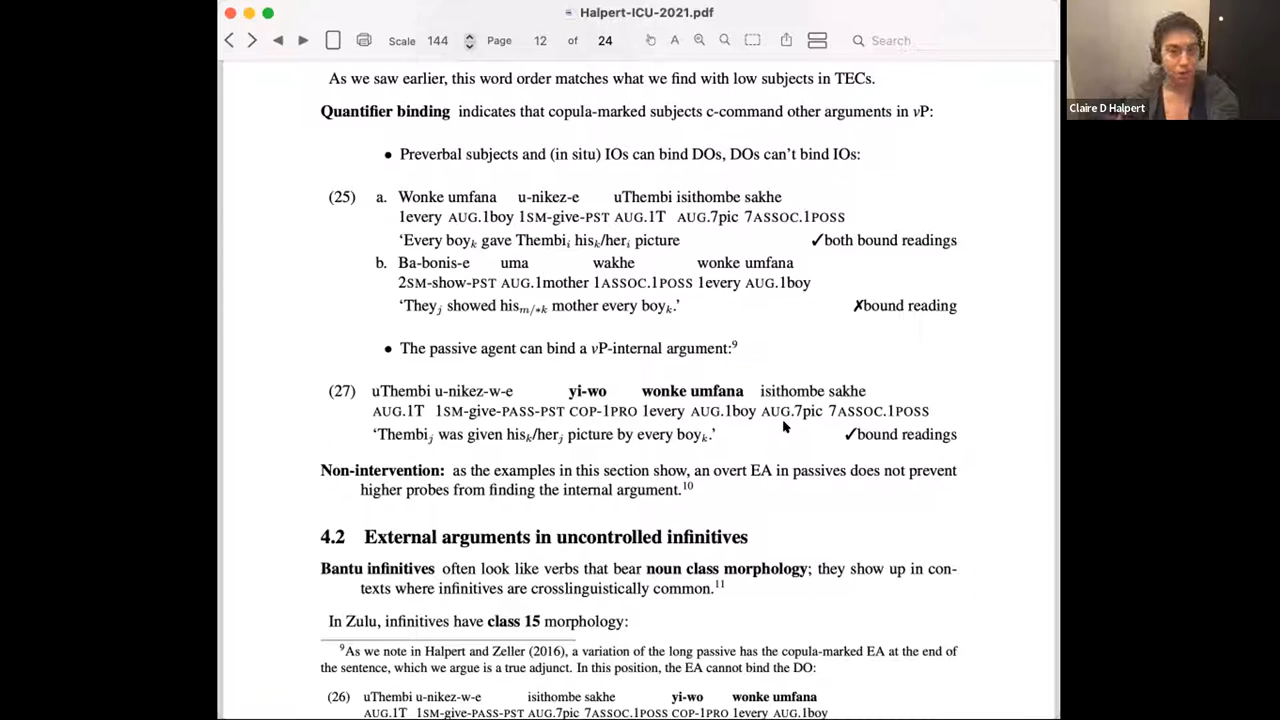 Halpert-ICU-2021.pdf
Scale 144 Page 12 of 24 Search
Claire D Halpert
As we saw earlier, this word order matches what we find with low subjects in TECs.
Quantifier binding indicates that copula-marked subjects c-command other arguments in vP:
• Preverbal subjects and (in situ) IOs can bind DOs, DOs can't bind IOs:
(25) a. Wonke umfana u-nikez-e uThembi isithombe sakhe
1every AUG.1boy 1SM-give-PST AUG.1T AUG.7pic 7ASSOC.1POSS
'Every boyk gave Thembii hisk/heri picture ✓both bound readings
b. Ba-bonis-e uma wakhe wonke umfana
2SM-show-PST AUG.1mother 1ASSOC.1POSS 1every AUG.1boy
'Theyj showed hism/*k mother every boyk.' ✗bound reading
• The passive agent can bind a vP-internal argument:9
(27) uThembi u-nikez-w-e yi-wo wonke umfana isithombe sakhe
AUG.1T 1SM-give-PASS-PST COP-1PRO 1every AUG.1boy AUG.7pic 7ASSOC.1POSS
'Thembij was given hisk/herj picture by every boyk.' ✓bound readings
Non-intervention: as the examples in this section show, an overt EA in passives does not prevent
higher probes from finding the internal argument.10
4.2 External arguments in uncontrolled infinitives
Bantu infinitives often look like verbs that bear noun class morphology; they show up in con-
texts where infinitives are crosslinguistically common.11
In Zulu, infinitives have class 15 morphology:
9As we note in Halpert and Zeller (2016), a variation of the long passive has the copula-marked EA at the end of
the sentence, which we argue is a true adjunct. In this position, the EA cannot bind the DO:
(26) uThembi u-nikez-w-e isithombe sakhe yi-wo wonke umfana
AUG.1T 1SM-give-PASS-PST AUG.7pic 7ASSOC.1POSS COP-1PRO 1every AUG.1boy